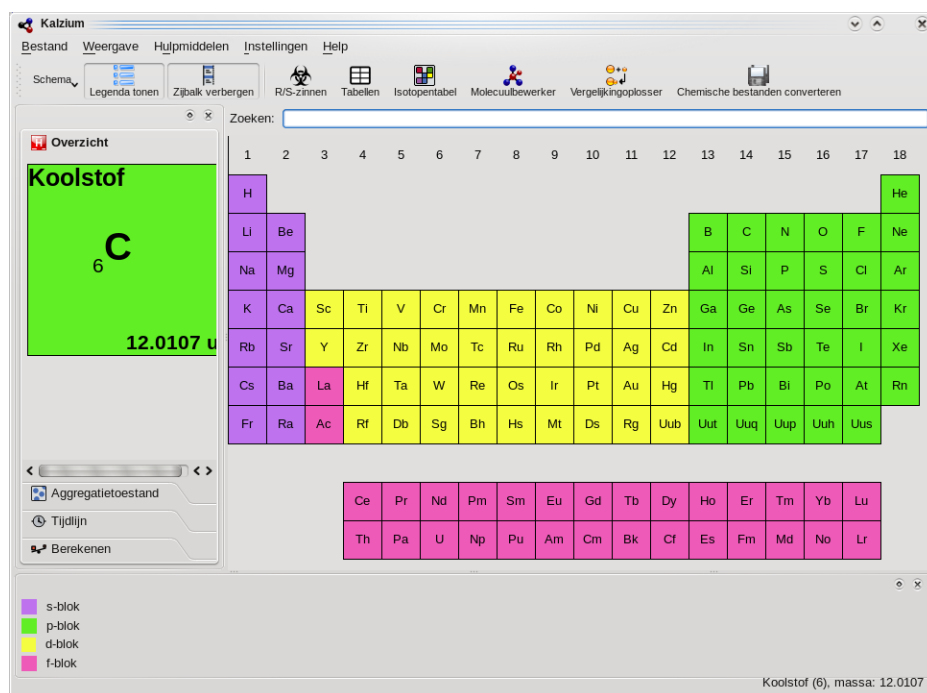 Kalzium
Bestand Weergave Hulpmiddelen Instellingen Help
Schema Legenda tonen Zijbalk verbergen R/S-zinnen Tabellen Isotopentabel Molecuulbewerker Vergelijkingoplosser Chemische bestanden converteren
Zoeken:
Overzicht
Koolstof
6 C
12.0107 u
Aggregatietoestand
Tijdlijn
Berekenen
1 2 3 4 5 6 7 8 9 10 11 12 13 14 15 16 17 18
H He
Li Be B C N O F Ne
Na Mg Al Si P S Cl Ar
K Ca Sc Ti V Cr Mn Fe Co Ni Cu Zn Ga Ge As Se Br Kr
Rb Sr Y Zr Nb Mo Tc Ru Rh Pd Ag Cd In Sn Sb Te I Xe
Cs Ba La Hf Ta W Re Os Ir Pt Au Hg Tl Pb Bi Po At Rn
Fr Ra Ac Rf Db Sg Bh Hs Mt Ds Rg Uub Uut Uuq Uup Uuh Uus
Ce Pr Nd Pm Sm Eu Gd Tb Dy Ho Er Tm Yb Lu
Th Pa U Np Pu Am Cm Bk Cf Es Fm Md No Lr
s-blok
p-blok
d-blok
f-blok
Koolstof (6), massa: 12.0107